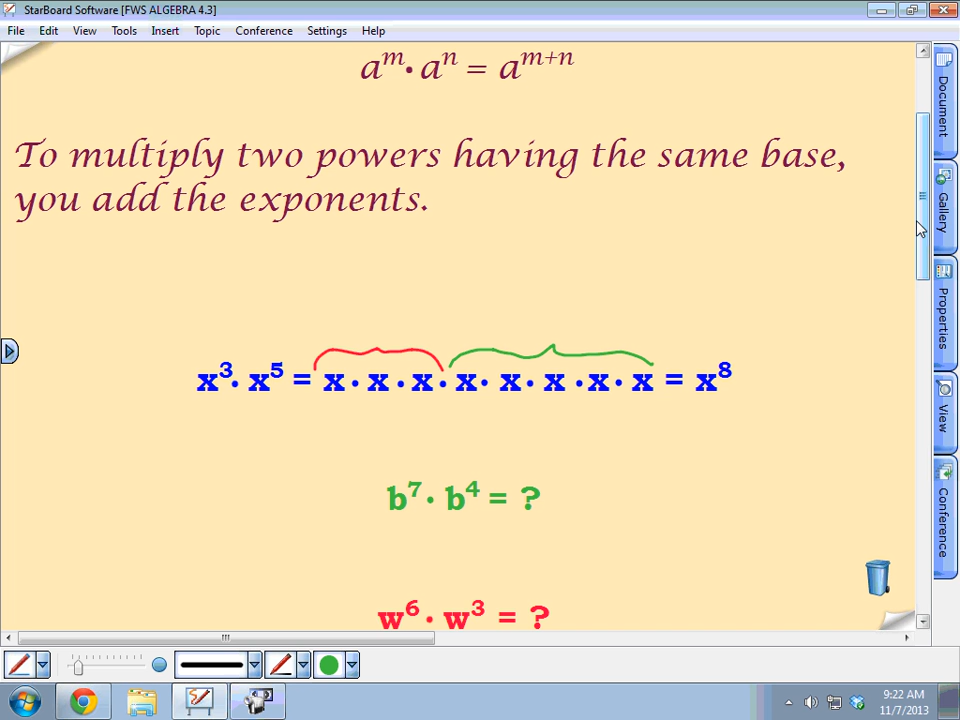 StarBoard Software [FWS ALGEBRA 4.3]
File Edit View Tools Insert Topic Conference Settings Help
aᵐ · aⁿ = aᵐ⁺ⁿ
To multiply two powers having the same base,
you add the exponents.
x³ · x⁵ = x · x · x · x · x · x · x · x = x⁸
b⁷ · b⁴ = ?
w⁶ · w³ = ?
Document
Gallery
Properties
View
Conference
9:22 AM
11/7/2013